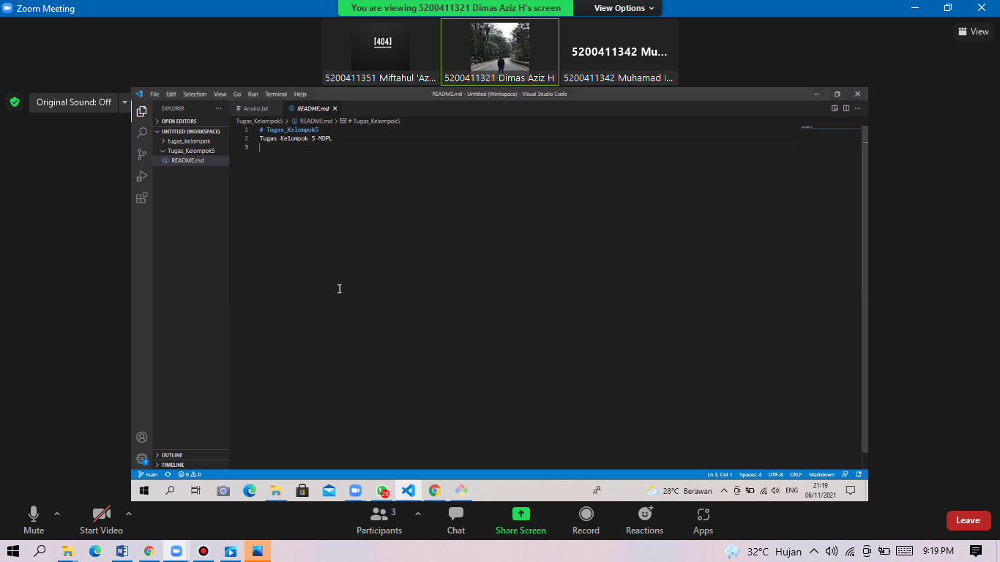 Zoom Meeting
You are viewing 5200411321 Dimas Aziz H's screen
View Options
View
[404]
5200411351 Miftahul 'Az...
5200411321 Dimas Aziz H
5200411342 Mu...
5200411342 Muhamad I...
Original Sound: Off
File Edit Selection View Go Run Terminal Help
README.md - Untitled (Workspace) - Visual Studio Code
EXPLORER
Analisi.txt
README.md
OPEN EDITORS
UNTITLED (WORKSPACE)
tugas_kelompok
Tugas_Kelompok5
README.md
Tugas_Kelompok5 > README.md > # Tugas_Kelompok5
1 # Tugas_Kelompok5
2 Tugas Kelompok 5 MDPL
3
OUTLINE
TIMELINE
1
main 0 0
Ln 3, Col 1 Spaces: 4 UTF-8 CRLF Markdown
28
28°C Berawan
ENG
21:19
06/11/2021
Mute
Start Video
Participants 3
Chat
Share Screen
Record
Reactions
Apps
Leave
32°C Hujan
9:19 PM